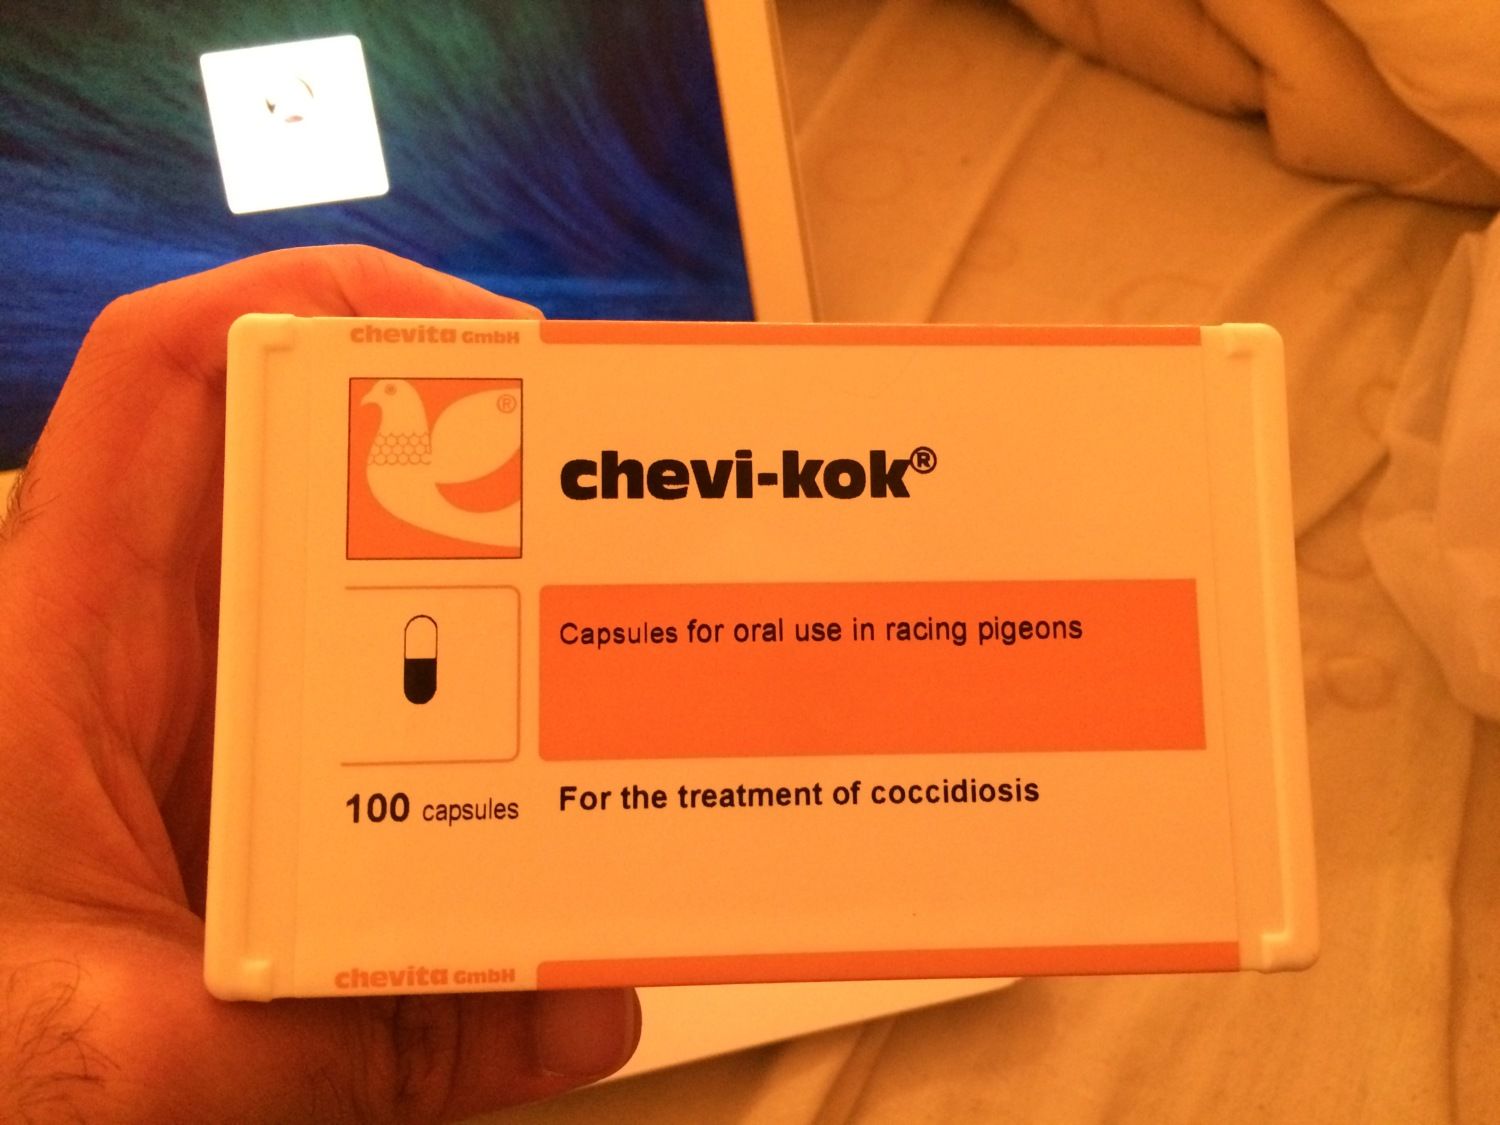 chevita GmbH
®
chevi-kok®
Capsules for oral use in racing pigeons
100 capsules
For the treatment of coccidiosis
chevita GmbH